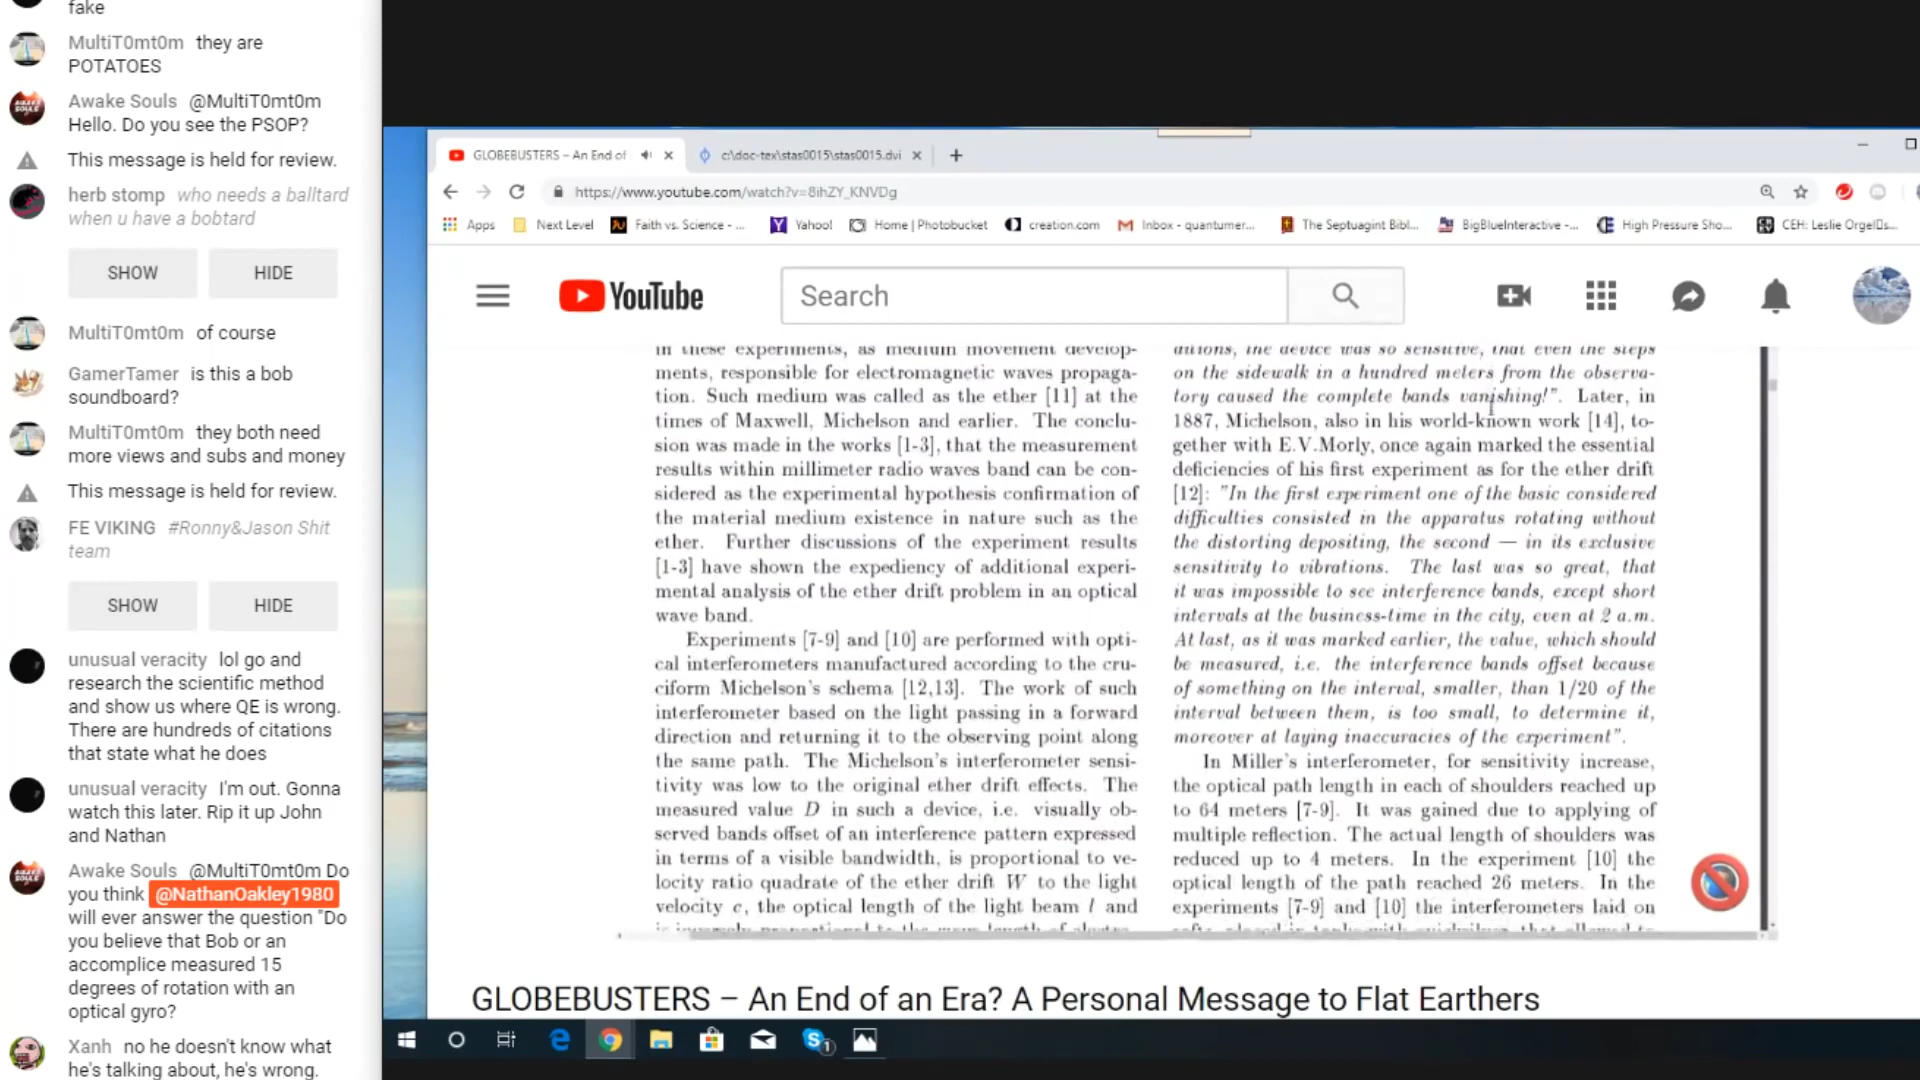 fake
MultiT0mt0m they are
POTATOES
Awake Souls @MultiT0mt0m
Hello. Do you see the PSOP?
This message is held for review.
herb stomp who needs a balltard
when u have a bobtard
SHOW HIDE
MultiT0mt0m of course
GamerTamer is this a bob
soundboard?
MultiT0mt0m they both need
more views and subs and money
This message is held for review.
FE VIKING #Ronny&Jason Shit
team
SHOW HIDE
unusual veracity lol go and
research the scientific method
and show us where QE is wrong.
There are hundreds of citations
that state what he does
unusual veracity I'm out. Gonna
watch this later. Rip it up John
and Nathan
Awake Souls @MultiT0mt0m Do
you think @NathanOakley1980
will ever answer the question "Do
you believe that Bob or an
accomplice measured 15
degrees of rotation with an
optical gyro?
Xanh no he doesn't know what
he's talking about, he's wrong.
GLOBEBUSTERS – An End of
c:\doc-tex\stas0015\stas0015.dvi
https://www.youtube.com/watch?v=8ihZY_KNVDg
Apps Next Level Faith vs. Science - ... Yahoo! Home | Photobucket creation.com Inbox - quantumer... The Septuagint Bibl... BigBlueInteractive -... High Pressure Sho... CEH: Leslie Orgel□s...
YouTube
Search
in these experiments, as medium movement develop-
ments, responsible for electromagnetic waves propaga-
tion. Such medium was called as the ether [11] at the
times of Maxwell, Michelson and earlier. The conclu-
sion was made in the works [1-3], that the measurement
results within millimeter radio waves band can be con-
sidered as the experimental hypothesis confirmation of
the material medium existence in nature such as the
ether. Further discussions of the experiment results
[1-3] have shown the expediency of additional experi-
mental analysis of the ether drift problem in an optical
wave band.
Experiments [7-9] and [10] are performed with opti-
cal interferometers manufactured according to the cru-
ciform Michelson's schema [12,13]. The work of such
interferometer based on the light passing in a forward
direction and returning it to the observing point along
the same path. The Michelson's interferometer sensi-
tivity was low to the original ether drift effects. The
measured value D in such a device, i.e. visually ob-
served bands offset of an interference pattern expressed
in terms of a visible bandwidth, is proportional to ve-
locity ratio quadrate of the ether drift W to the light
velocity c, the optical length of the light beam l and
ditions, the device was so sensitive, that even the steps
on the sidewalk in a hundred meters from the observa-
tory caused the complete bands vanishing!". Later, in
1887, Michelson, also in his world-known work [14], to-
gether with E.V.Morly, once again marked the essential
deficiencies of his first experiment as for the ether drift
[12]: "In the first experiment one of the basic considered
difficulties consisted in the apparatus rotating without
the distorting depositing, the second — in its exclusive
sensitivity to vibrations. The last was so great, that
it was impossible to see interference bands, except short
intervals at the business-time in the city, even at 2 a.m.
At last, as it was marked earlier, the value, which should
be measured, i.e. the interference bands offset because
of something on the interval, smaller, than 1/20 of the
interval between them, is too small, to determine it,
moreover at laying inaccuracies of the experiment".
In Miller's interferometer, for sensitivity increase,
the optical path length in each of shoulders reached up
to 64 meters [7-9]. It was gained due to applying of
multiple reflection. The actual length of shoulders was
reduced up to 4 meters. In the experiment [10] the
optical length of the path reached 26 meters. In the
experiments [7-9] and [10] the interferometers laid on
GLOBEBUSTERS – An End of an Era? A Personal Message to Flat Earthers
1